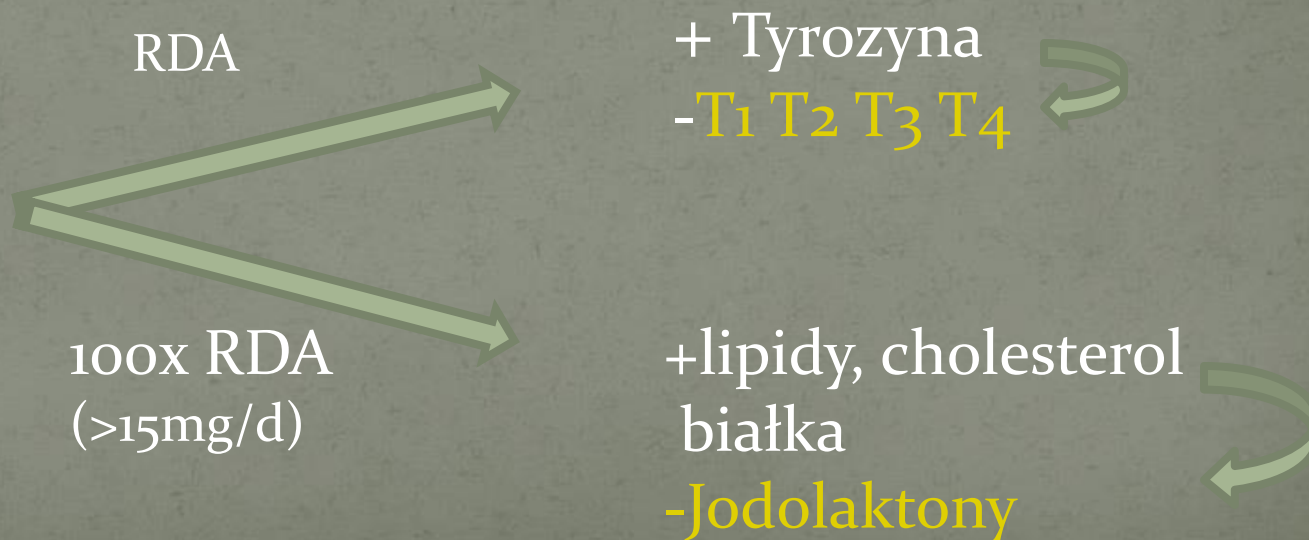 RDA
+ Tyrozyna
-T1 T2 T3 T4
100x RDA
(>15mg/d)
+lipidy, cholesterol
białka
-Jodolaktony